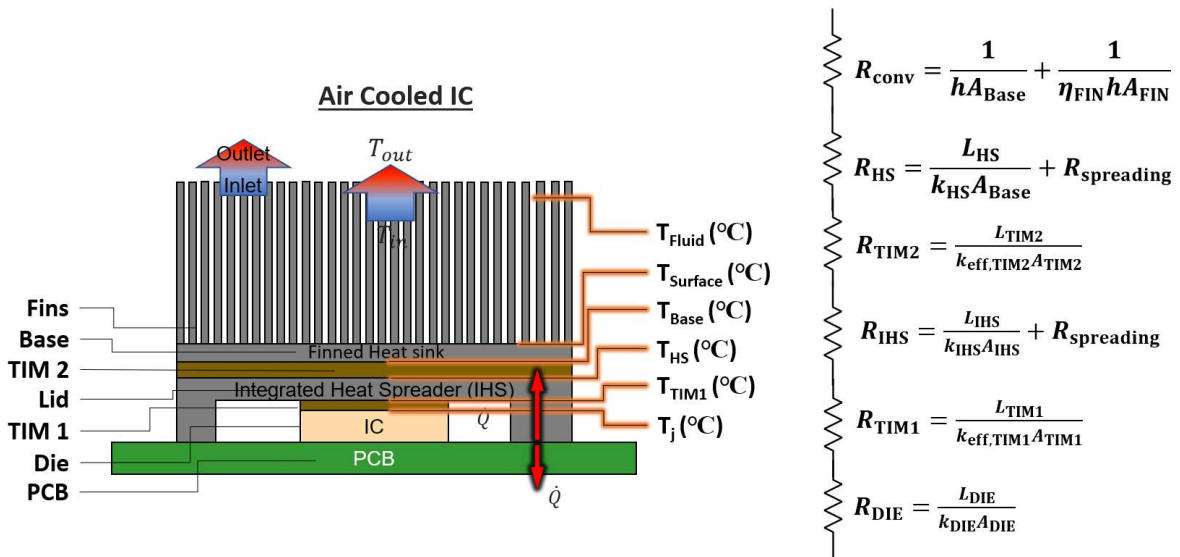 Air Cooled IC
Outlet
Inlet
T_out
T_in
Fins
Base
TIM 2
Lid
TIM 1
Die
PCB
Finned Heat sink
Integrated Heat Spreader (IHS)
IC
Q̇
PCB
Q̇
T_Fluid (°C)
T_Surface (°C)
T_Base (°C)
T_HS (°C)
T_TIM1 (°C)
T_j (°C)
R_conv = 1/(hA_Base) + 1/(η_FIN hA_FIN)
R_HS = L_HS/(k_HS A_Base) + R_spreading
R_TIM2 = L_TIM2/(k_eff,TIM2 A_TIM2)
R_IHS = L_IHS/(k_IHS A_IHS) + R_spreading
R_TIM1 = L_TIM1/(k_eff,TIM1 A_TIM1)
R_DIE = L_DIE/(k_DIE A_DIE)